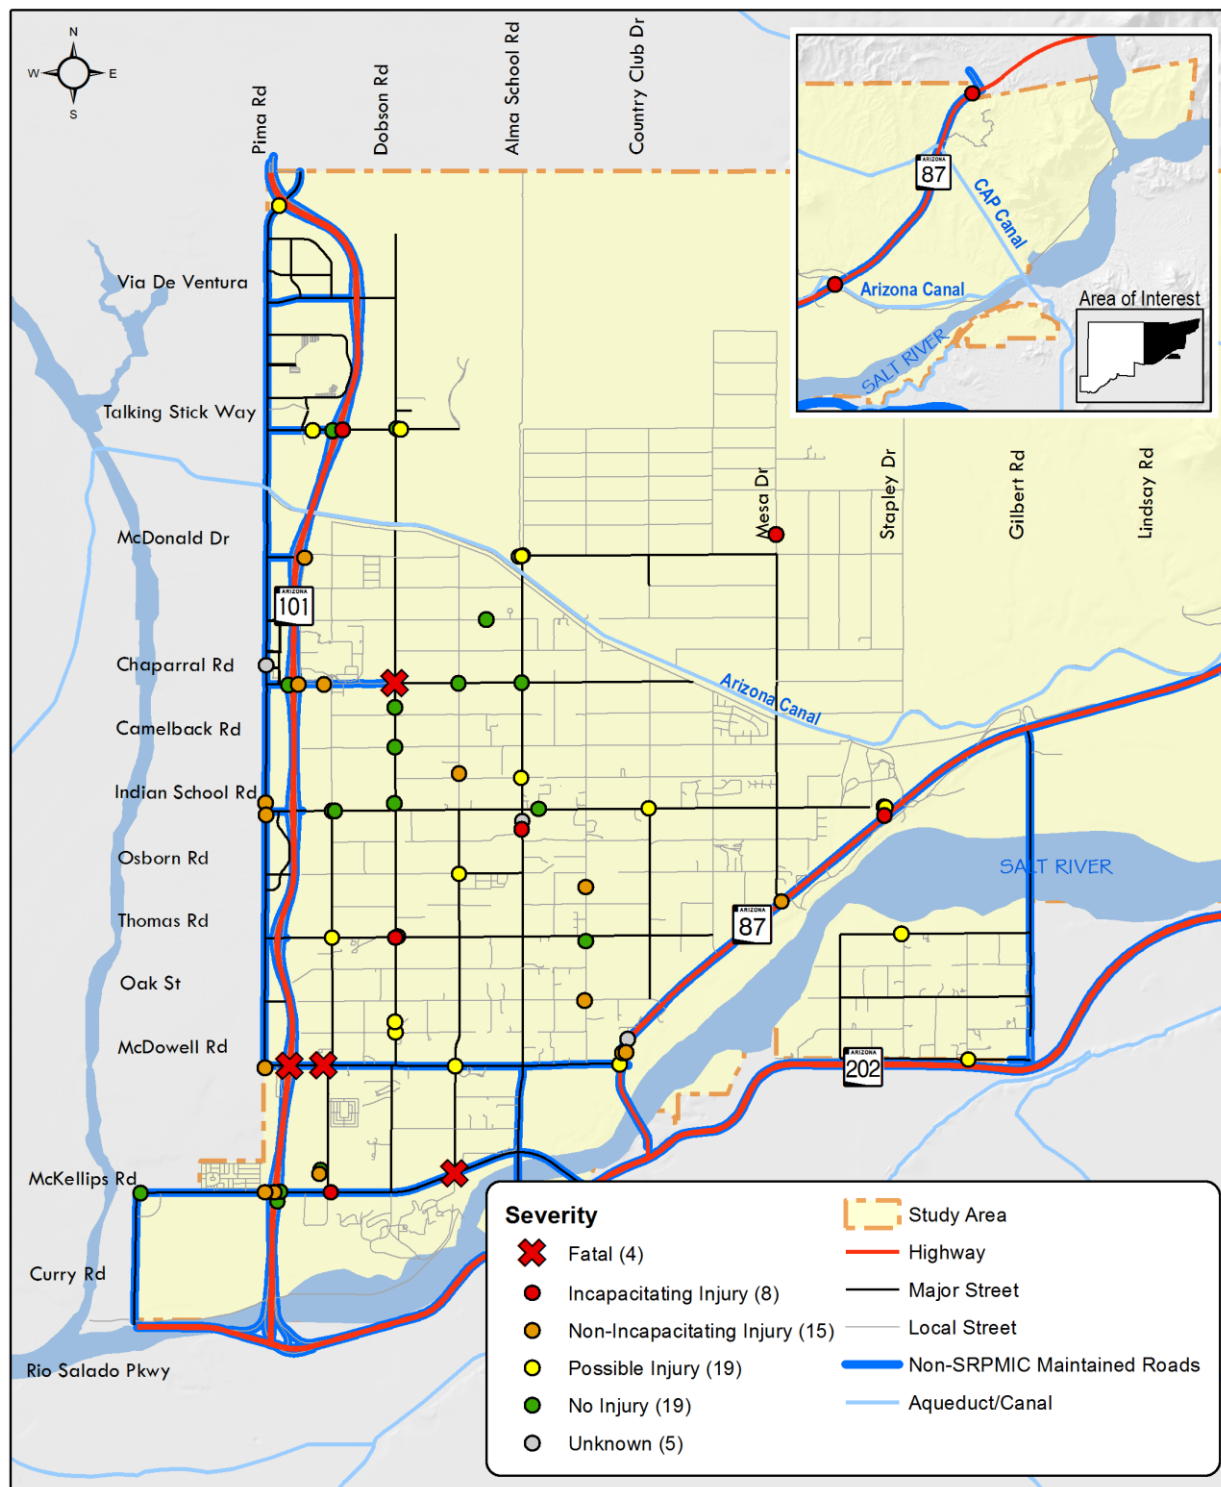 N
W
E
S
Pima Rd
Dobson Rd
Alma School Rd
Country Club Dr
ARIZONA
87
CAP Canal
Arizona Canal
SALT RIVER
Area of Interest
Via De Ventura
Talking Stick Way
Mesa Dr
Stapley Dr
Gilbert Rd
Lindsay Rd
McDonald Dr
ARIZONA
101
Chaparral Rd
Arizona Canal
Camelback Rd
Indian School Rd
Osborn Rd
SALT RIVER
Thomas Rd
ARIZONA
87
Oak St
McDowell Rd
ARIZONA
202
McKellips Rd
Curry Rd
Rio Salado Pkwy
Severity
Fatal (4)
Incapacitating Injury (8)
Non-Incapacitating Injury (15)
Possible Injury (19)
No Injury (19)
Unknown (5)
Study Area
Highway
Major Street
Local Street
Non-SRPMIC Maintained Roads
Aqueduct/Canal